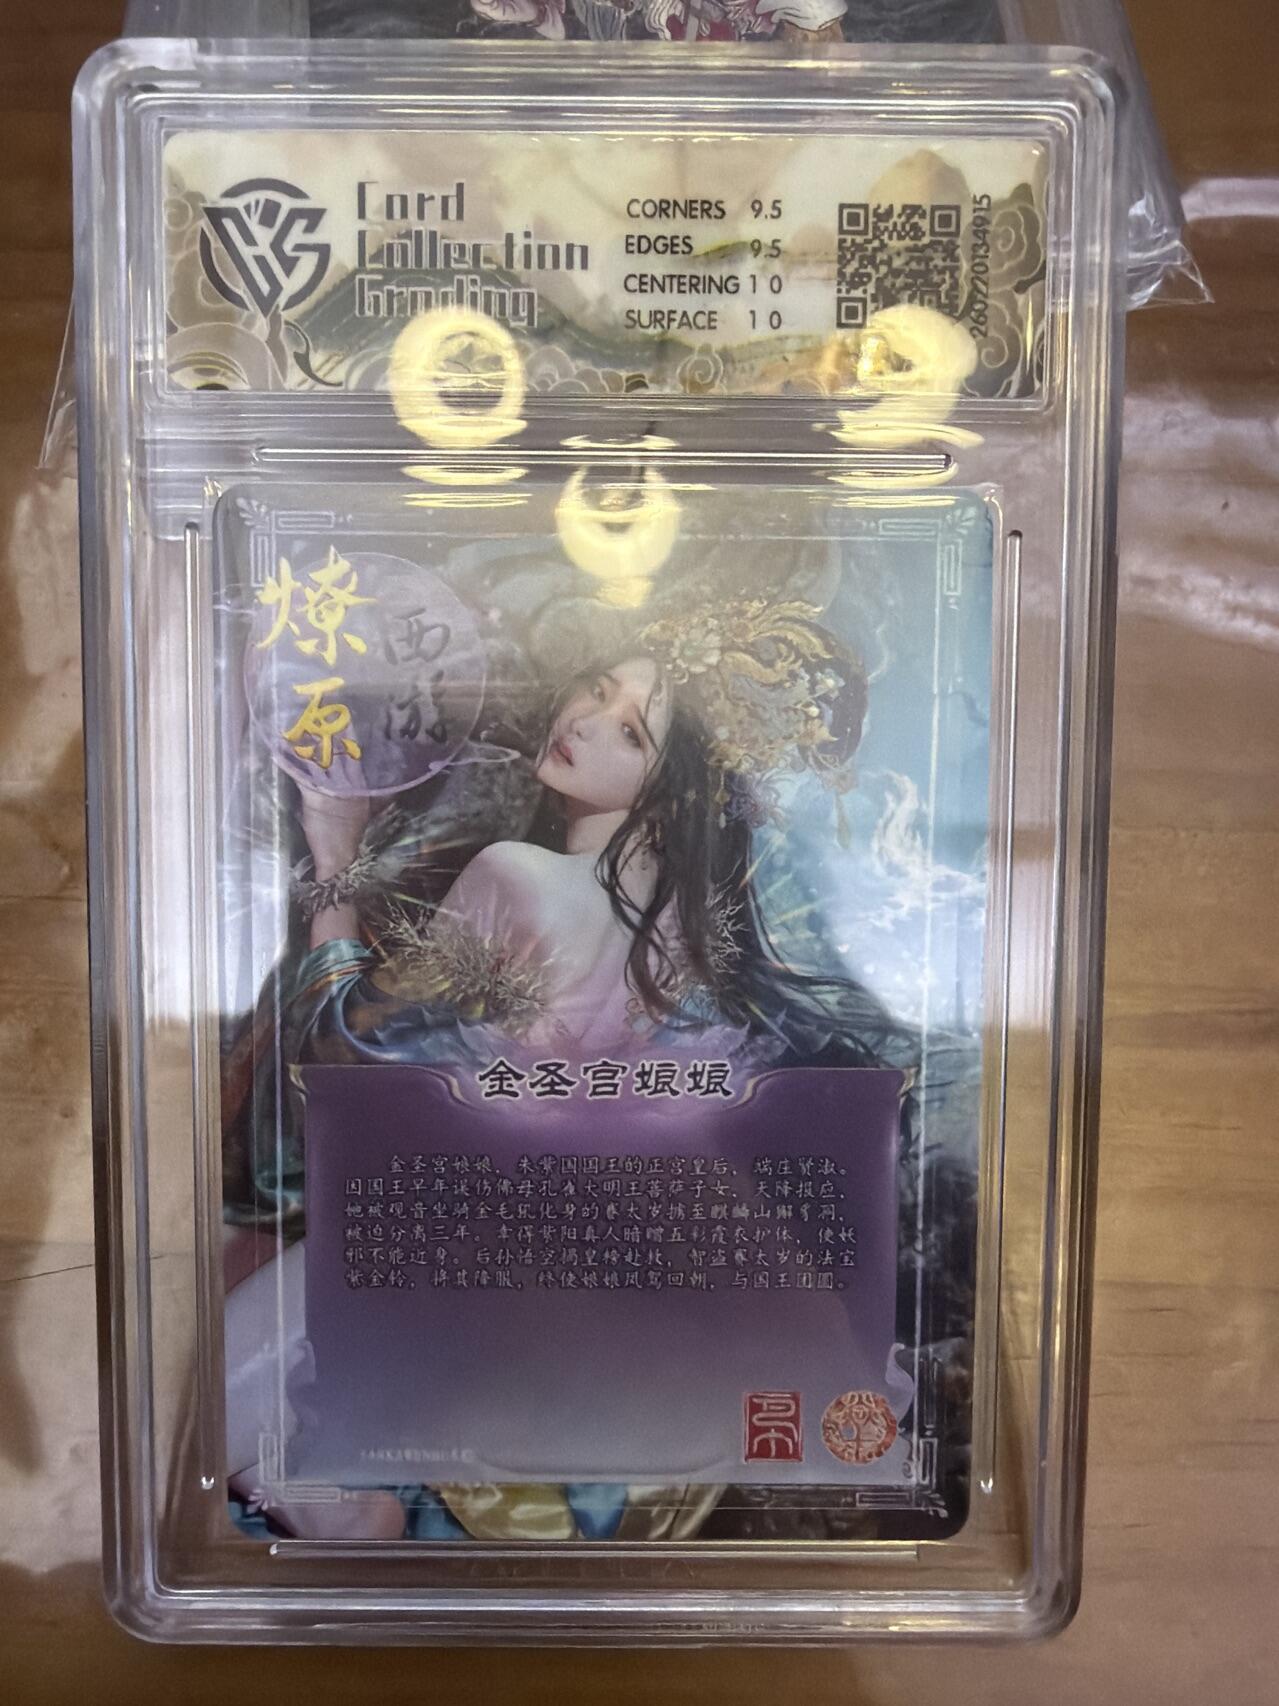 Card
Collection
Grading
CORNERS 9.5
EDGES 9.5
CENTERING 10
SURFACE 10
2607220134915
燎原
西游
金圣宫娘娘
金圣宫娘娘，朱紫国国王的正宫皇后，端庄贤淑。
因国王早年误伤佛母孔雀大明王菩萨子女，天降报应，
她被观音坐骑金毛犼化身的赛太岁掳至麒麟山獬豸洞，
被迫分离三年。幸得紫阳真人暗赠五彩霞衣护体，使妖
邪不能近身。后孙悟空揭皇榜赴救，智盗赛太岁的法宝
紫金铃，将其降服，终使娘娘凤驾回朝，与国王团圆。